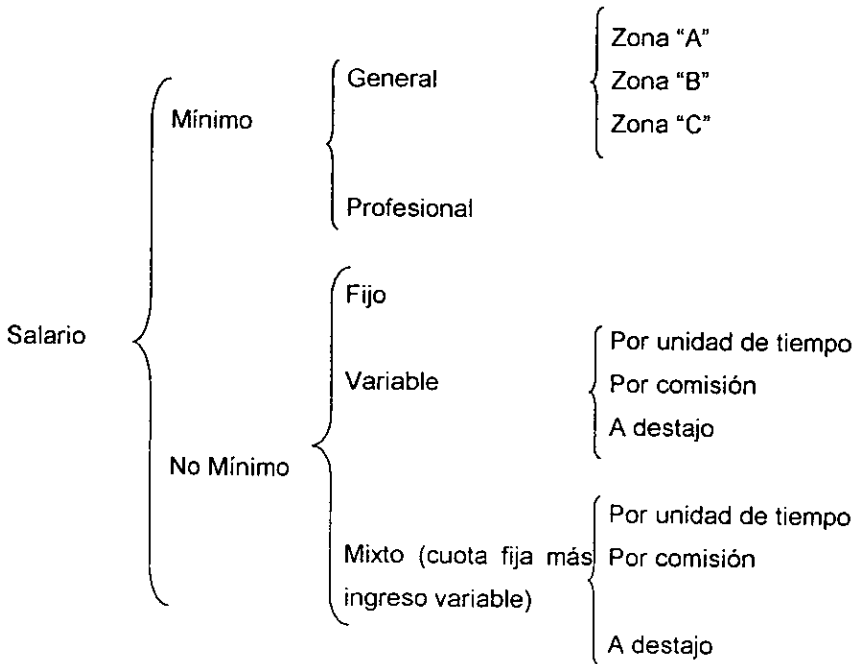 Salario
Mínimo
General
Zona "A"
Zona "B"
Zona "C"
Profesional
No Mínimo
Fijo
Variable
Por unidad de tiempo
Por comisión
A destajo
Mixto (cuota fija más
ingreso variable)
Por unidad de tiempo
Por comisión
A destajo